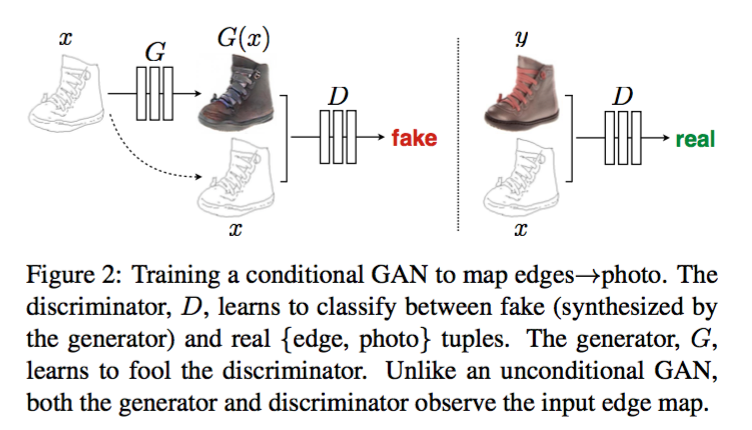 x
G
G(x)
D
fake
x
y
D
real
x
Figure 2: Training a conditional GAN to map edges→photo. The
discriminator, D, learns to classify between fake (synthesized by
the generator) and real {edge, photo} tuples. The generator, G,
learns to fool the discriminator. Unlike an unconditional GAN,
both the generator and discriminator observe the input edge map.